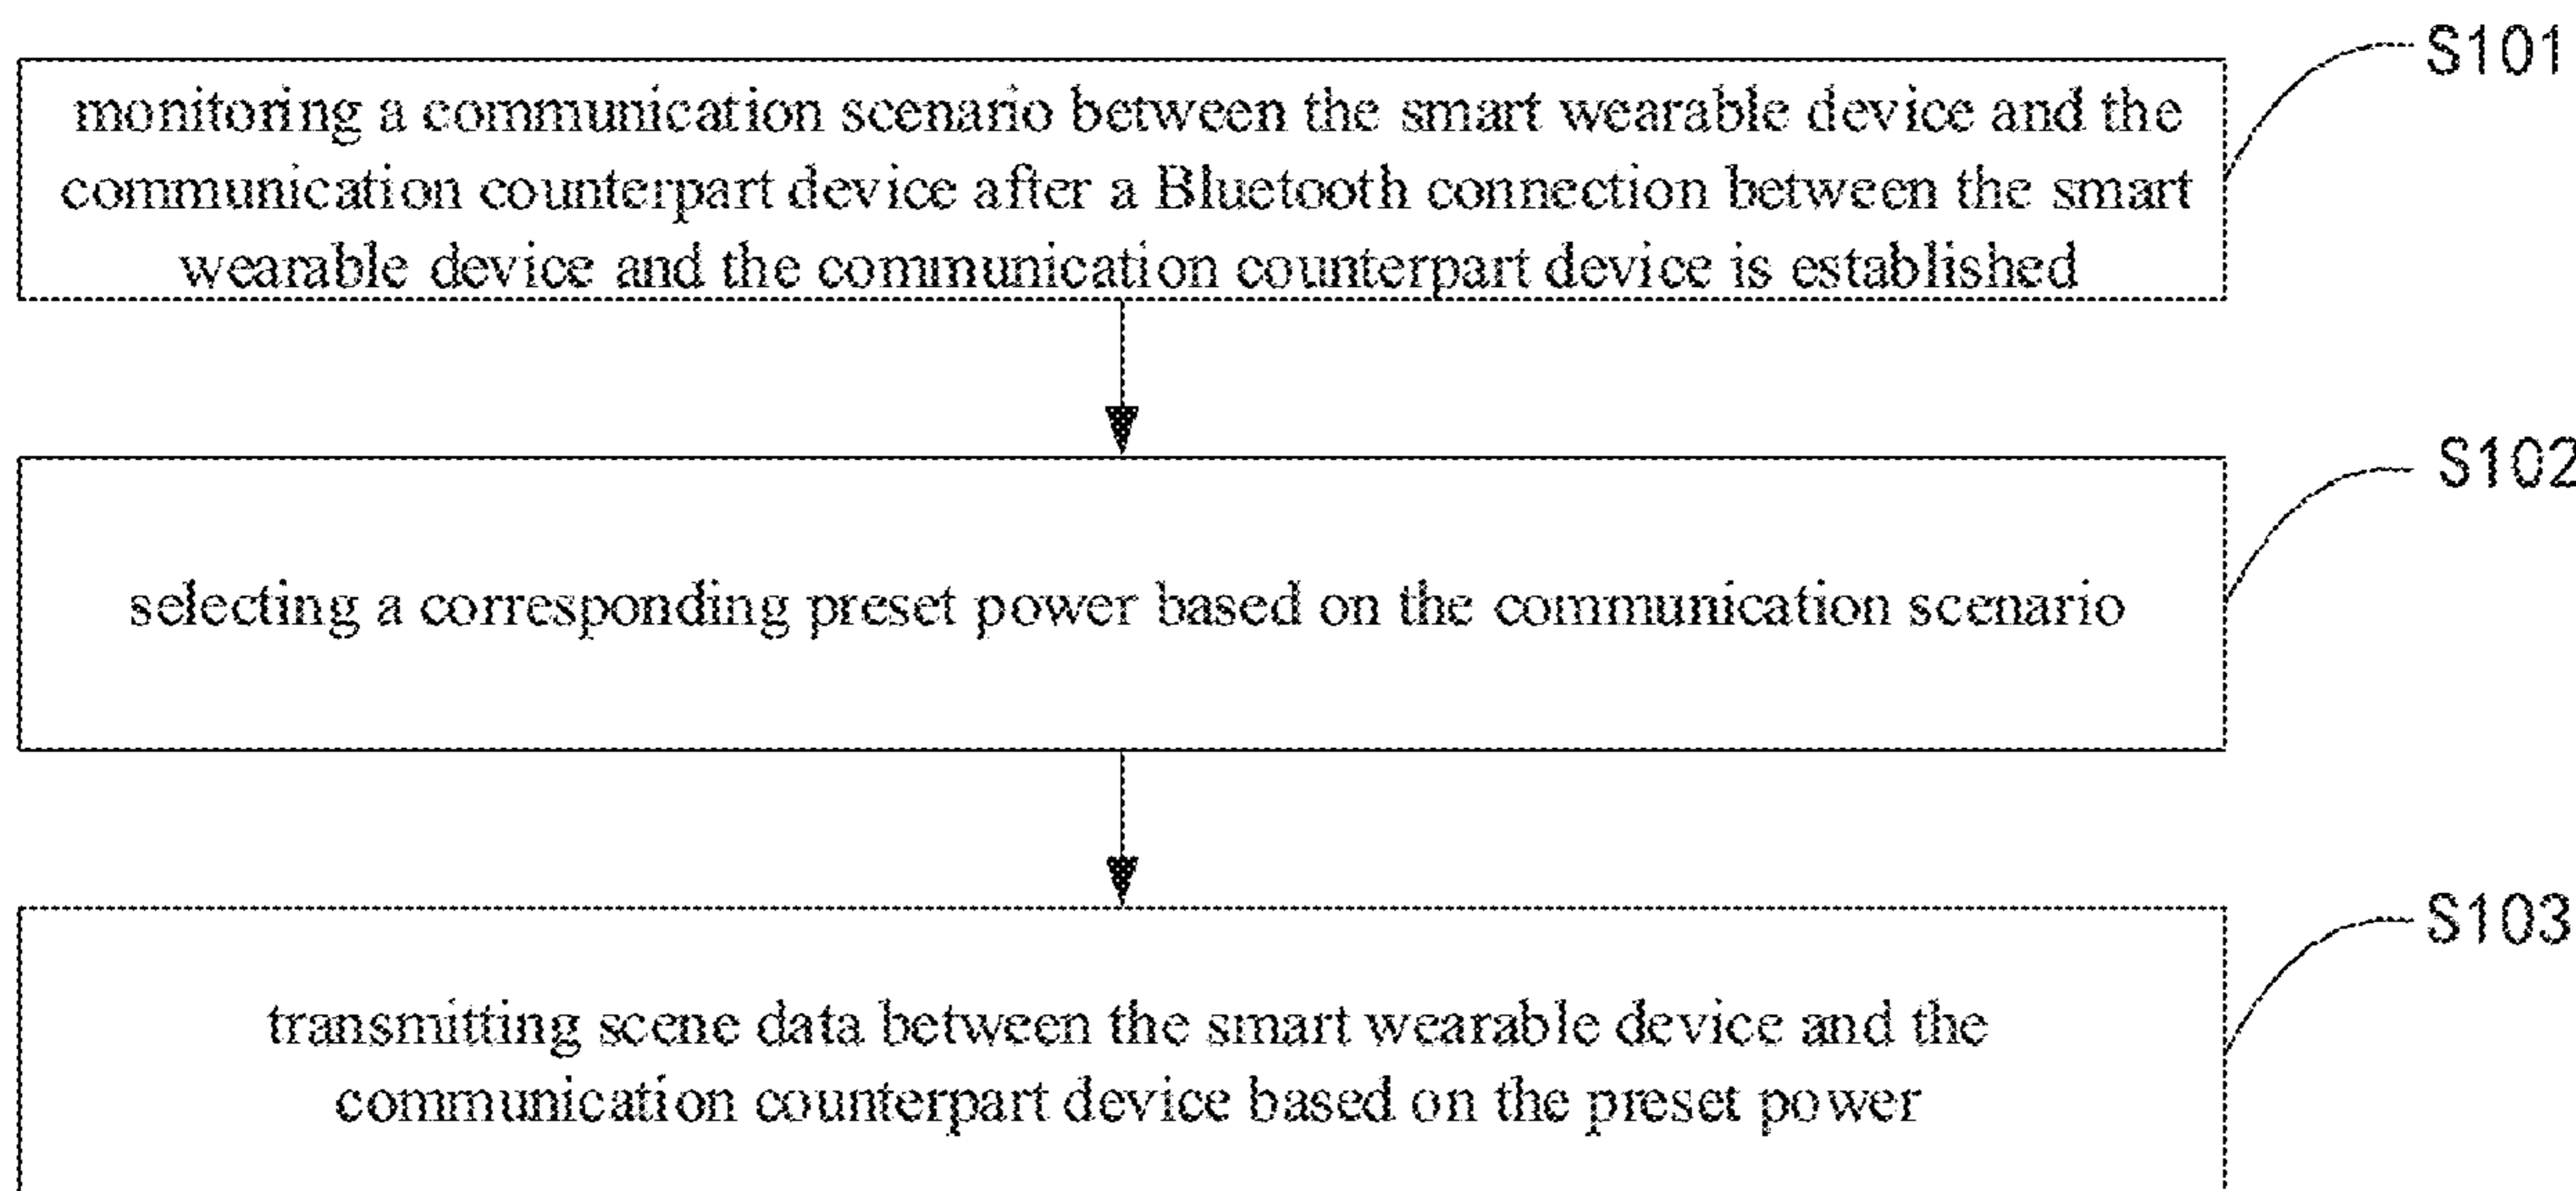 S101
monitoring a communication scenario between the smart wearable device and the
communication counterpart device after a Bluetooth connection between the smart
wearable device and the communication counterpart device is established
S102
selecting a corresponding preset power based on the communication scenario
S103
transmitting scene data between the smart wearable device and the
communication counterpart device based on the preset power